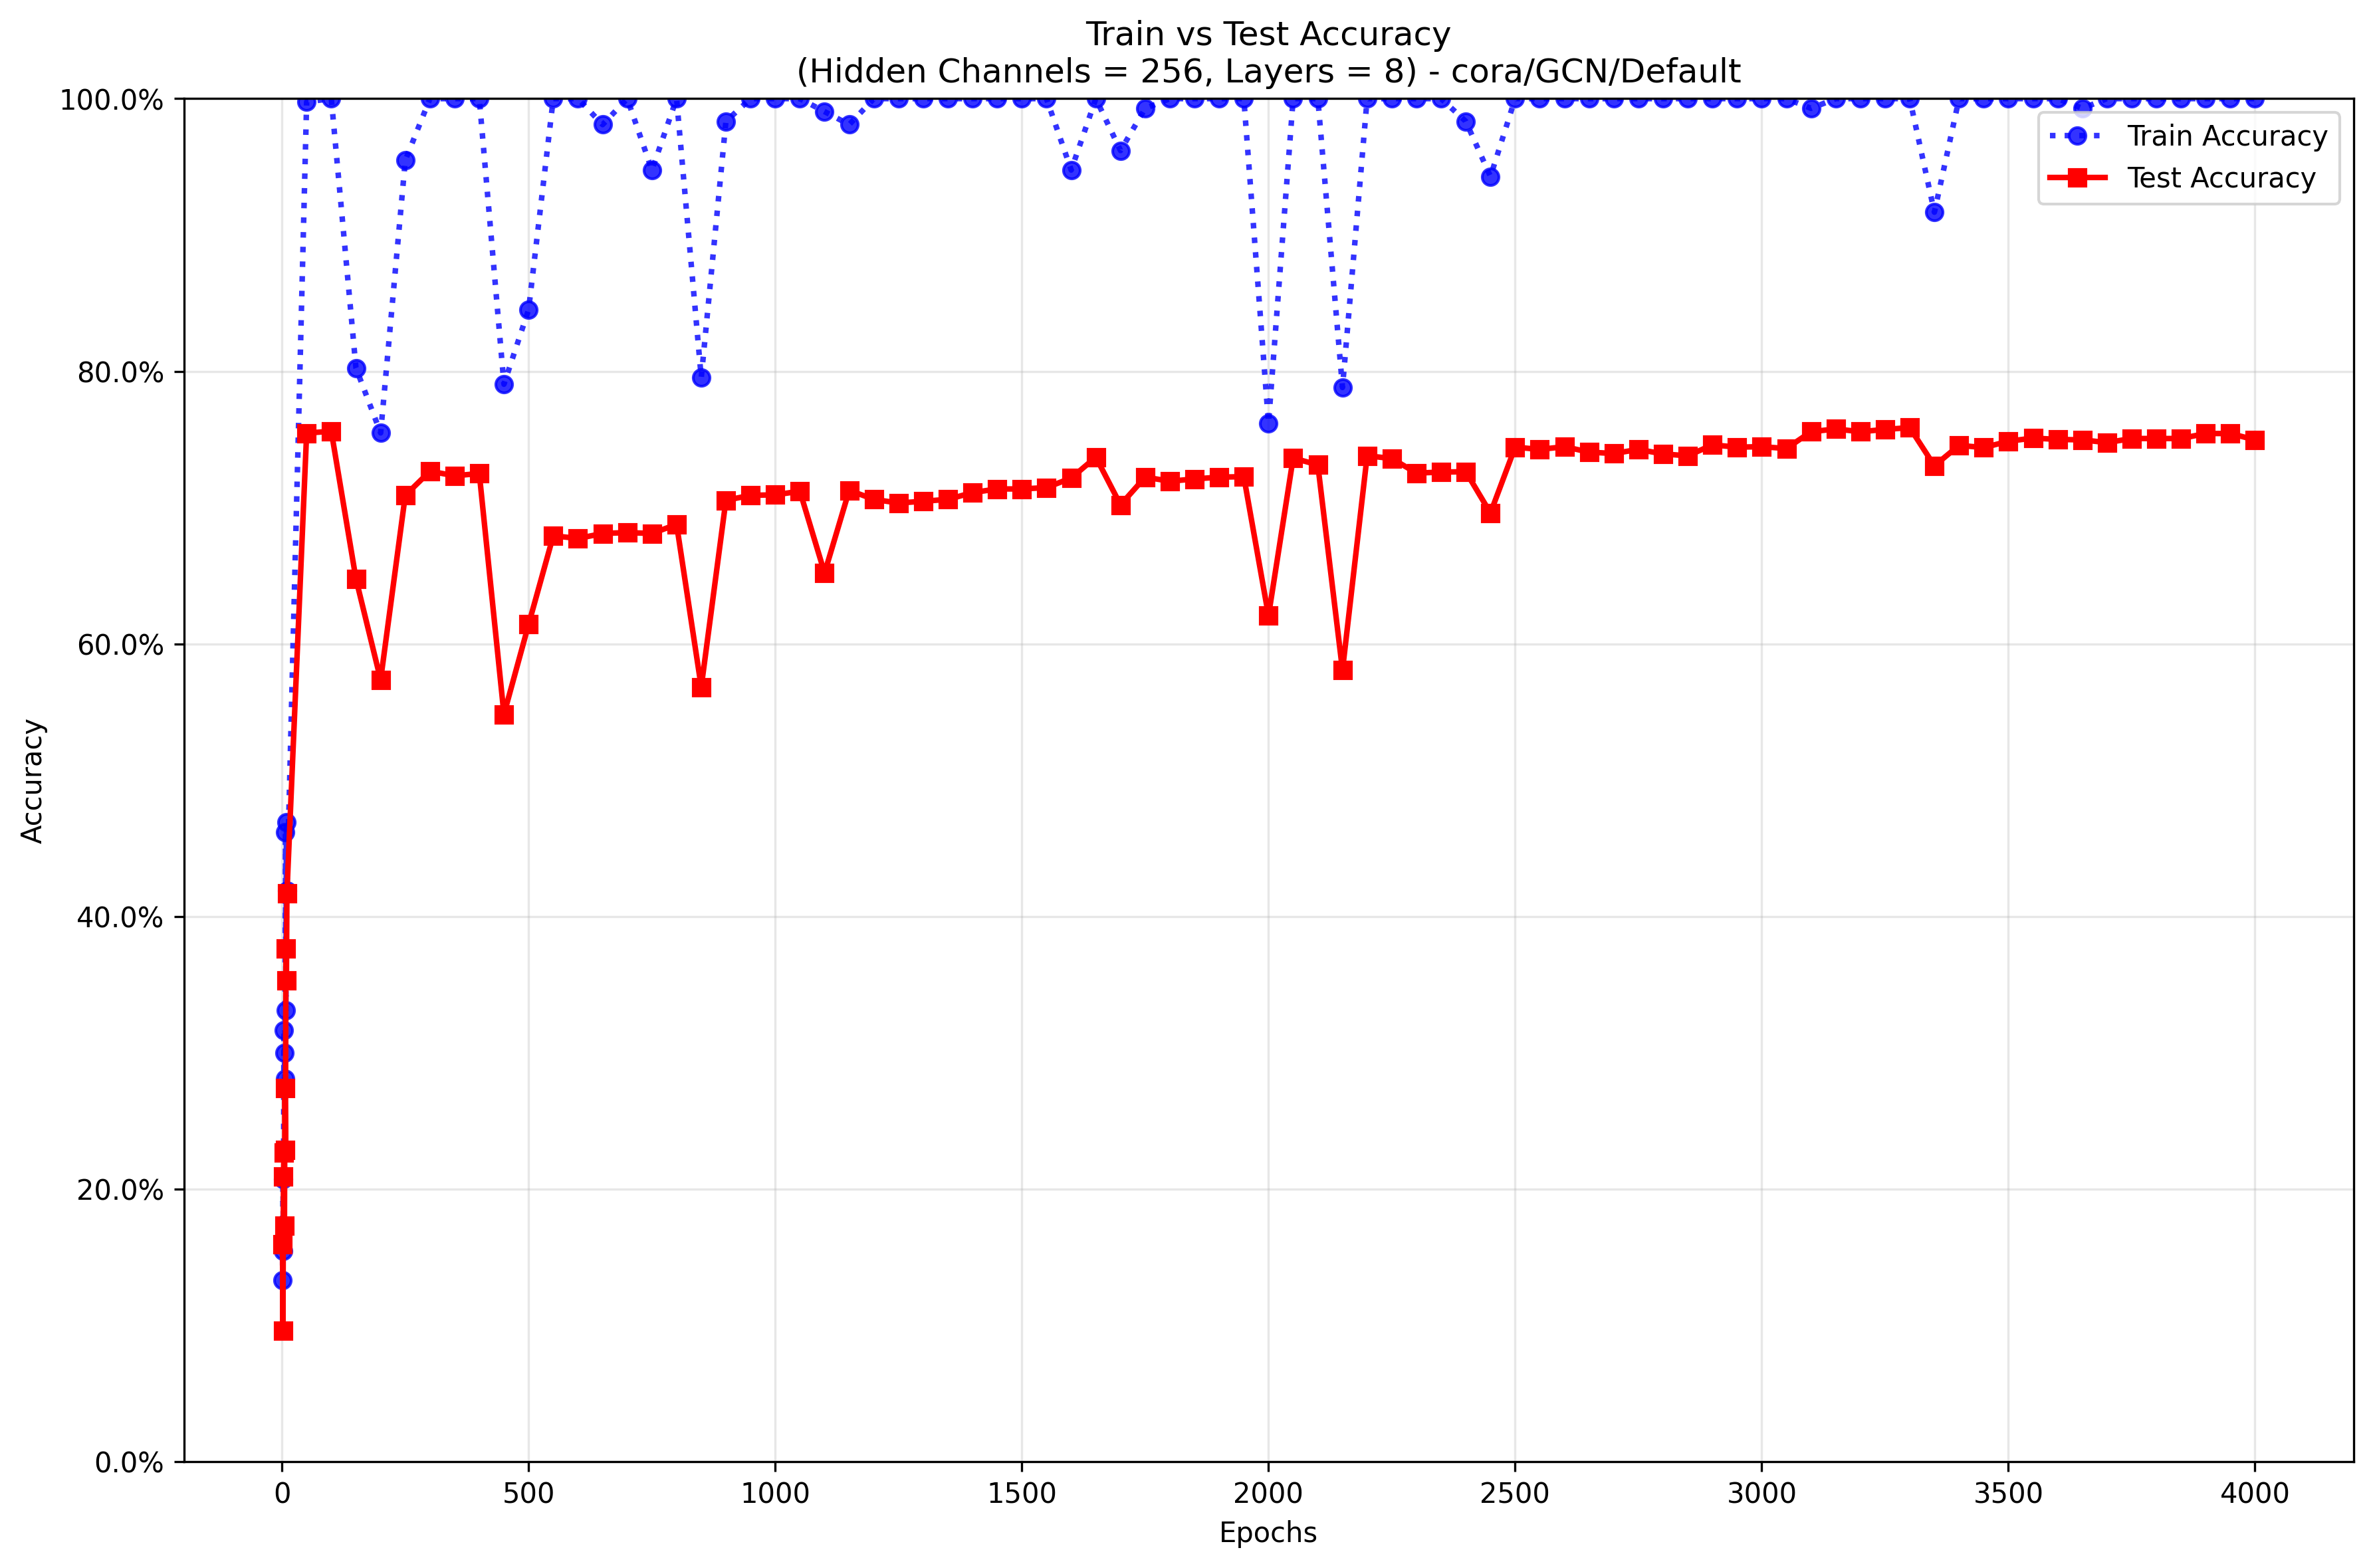 Train vs Test Accuracy
(Hidden Channels = 256, Layers = 8) - cora/GCN/Default
100.0%
80.0%
60.0%
40.0%
20.0%
0.0%
Accuracy
Train Accuracy
Test Accuracy
0 500 1000 1500 2000 2500 3000 3500 4000
Epochs